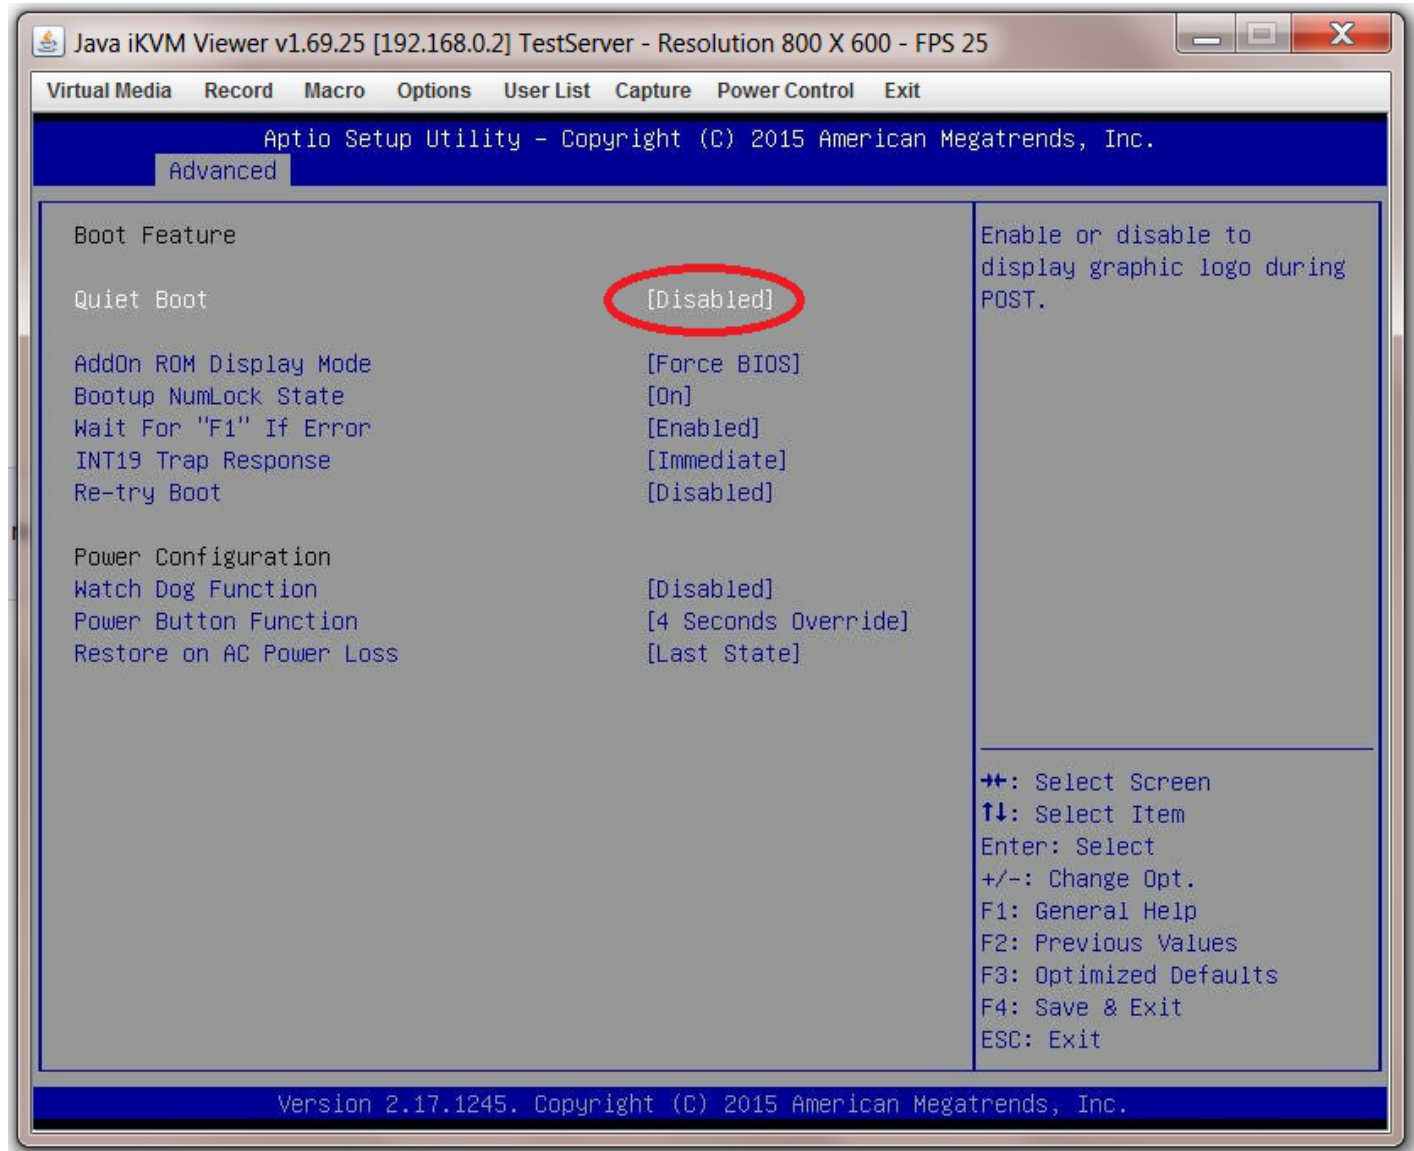 Java iKVM Viewer v1.69.25 [192.168.0.2] TestServer - Resolution 800 X 600 - FPS 25
Virtual Media Record Macro Options User List Capture Power Control Exit
Aptio Setup Utility – Copyright (C) 2015 American Megatrends, Inc.
Advanced
Boot Feature
Quiet Boot [Disabled]
AddOn ROM Display Mode [Force BIOS]
Bootup NumLock State [On]
Wait For "F1" If Error [Enabled]
INT19 Trap Response [Immediate]
Re-try Boot [Disabled]
Power Configuration
Watch Dog Function [Disabled]
Power Button Function [4 Seconds Override]
Restore on AC Power Loss [Last State]
Enable or disable to
display graphic logo during
POST.
→←: Select Screen
↑↓: Select Item
Enter: Select
+/-: Change Opt.
F1: General Help
F2: Previous Values
F3: Optimized Defaults
F4: Save & Exit
ESC: Exit
Version 2.17.1245. Copyright (C) 2015 American Megatrends, Inc.